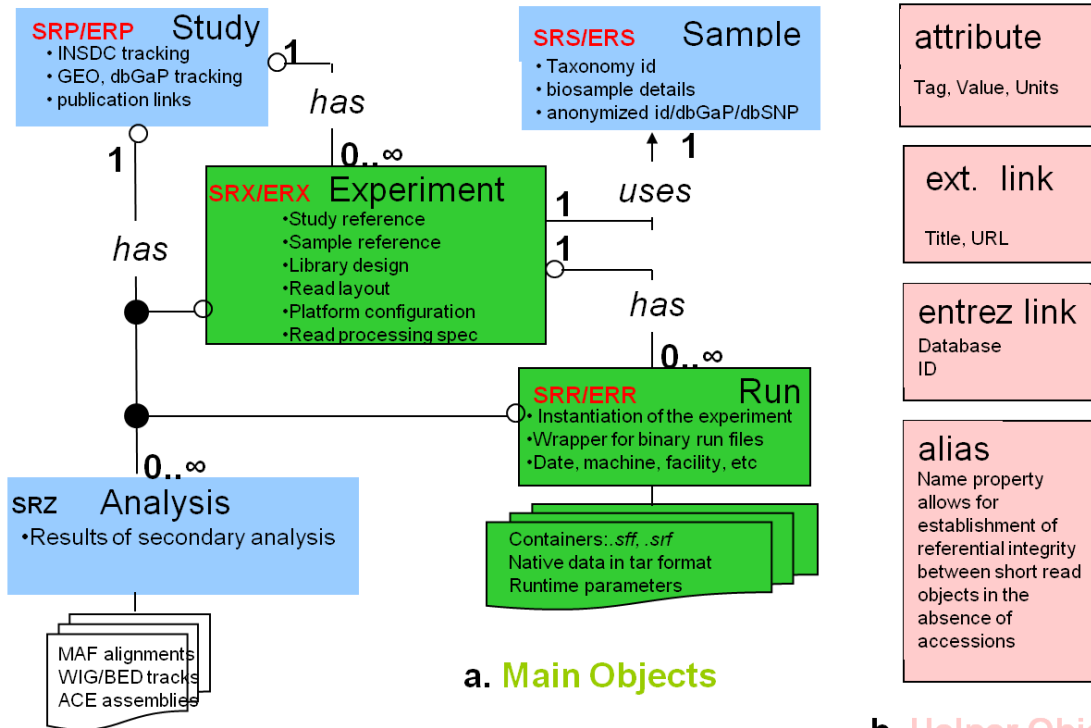 SRP/ERP Study
• INSDC tracking
• GEO, dbGaP tracking
• publication links
1
has
0..∞
SRS/ERS Sample
• Taxonomy id
• biosample details
• anonymized id/dbGaP/dbSNP
1
uses
1
SRX/ERX Experiment
•Study reference
•Sample reference
•Library design
•Read layout
•Platform configuration
•Read processing spec
1
has
0..∞
1
has
0..∞
SRR/ERR Run
• Instantiation of the experiment
•Wrapper for binary run files
•Date, machine, facility, etc
Containers:.sff, .srf
Native data in tar format
Runtime parameters
SRZ Analysis
•Results of secondary analysis
MAF alignments
WIG/BED tracks
ACE assemblies
a. Main Objects
attribute
Tag, Value, Units
ext. link
Title, URL
entrez link
Database
ID
alias
Name property
allows for
establishment of
referential integrity
between short read
objects in the
absence of
accessions
b. Helper